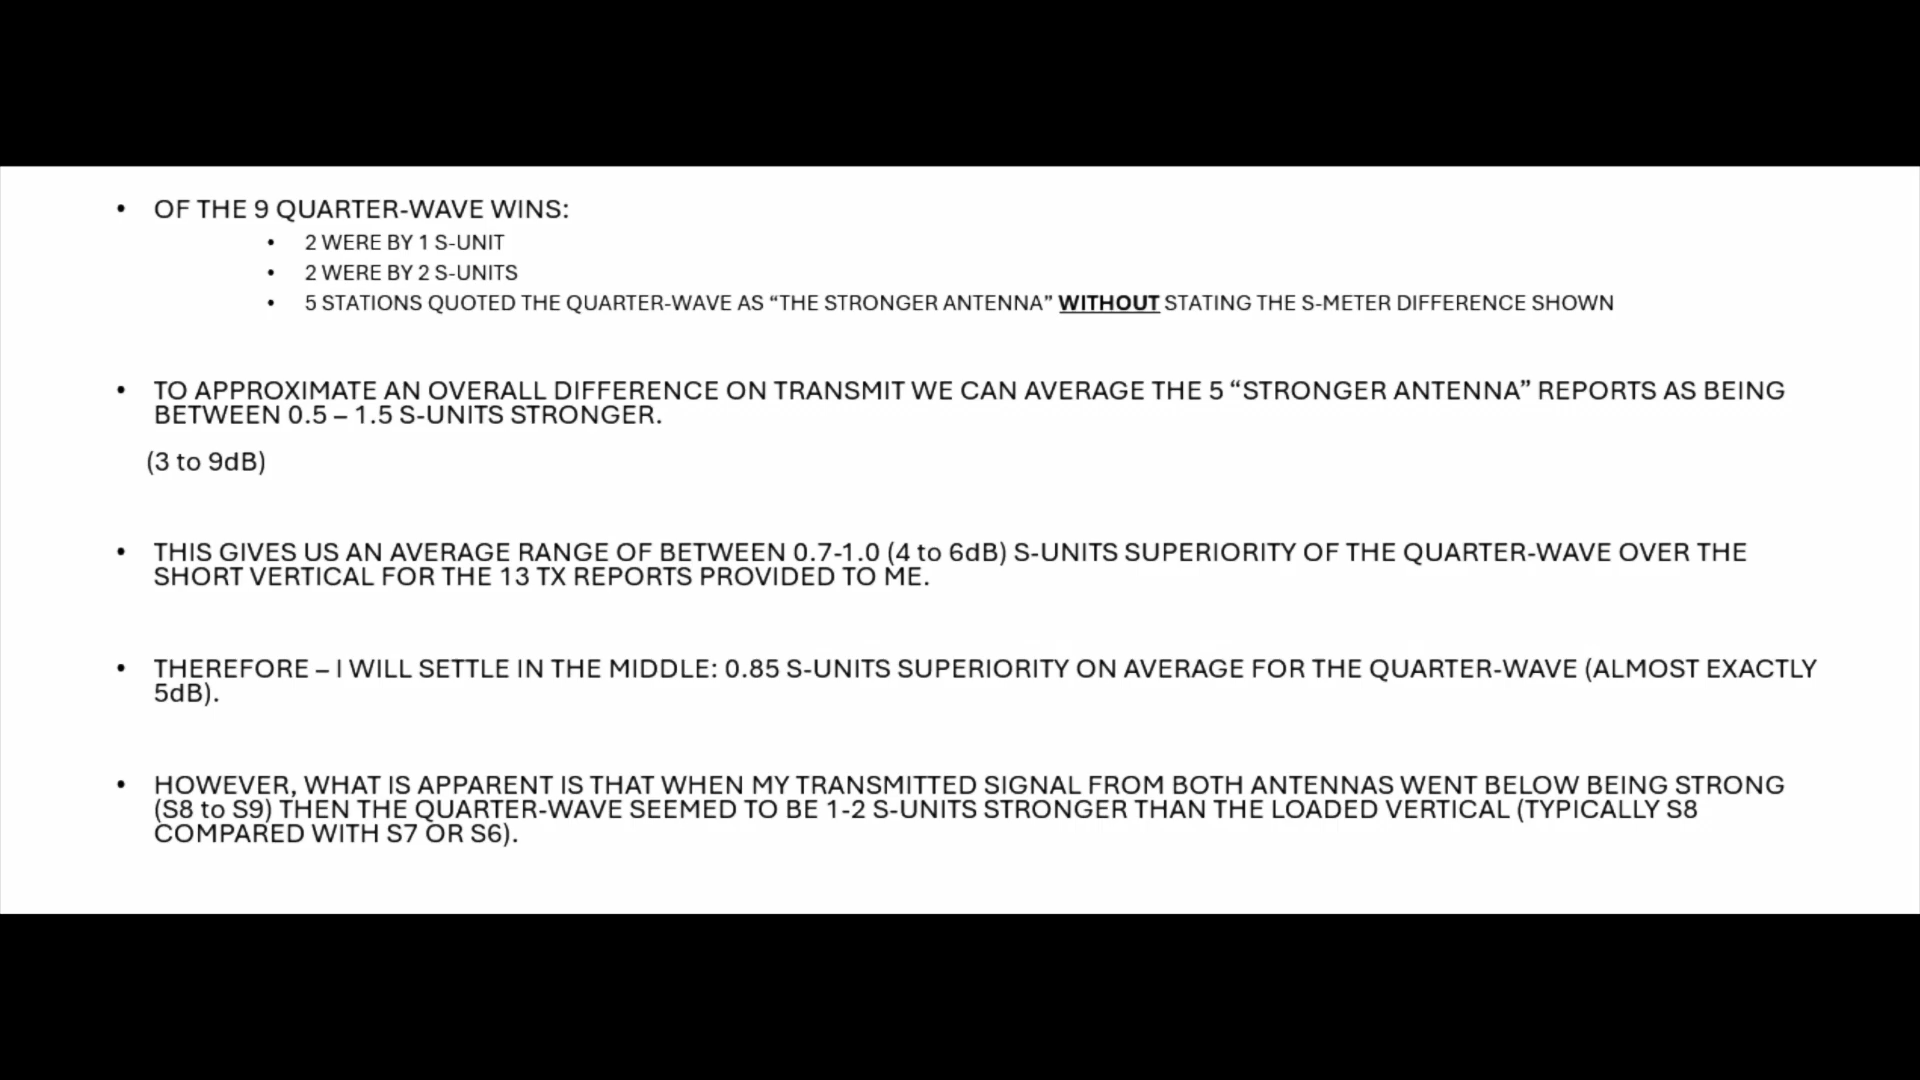 • OF THE 9 QUARTER-WAVE WINS:
• 2 WERE BY 1 S-UNIT
• 2 WERE BY 2 S-UNITS
• 5 STATIONS QUOTED THE QUARTER-WAVE AS “THE STRONGER ANTENNA” WITHOUT STATING THE S-METER DIFFERENCE SHOWN
• TO APPROXIMATE AN OVERALL DIFFERENCE ON TRANSMIT WE CAN AVERAGE THE 5 “STRONGER ANTENNA” REPORTS AS BEING
BETWEEN 0.5 – 1.5 S-UNITS STRONGER.
(3 to 9dB)
• THIS GIVES US AN AVERAGE RANGE OF BETWEEN 0.7-1.0 (4 to 6dB) S-UNITS SUPERIORITY OF THE QUARTER-WAVE OVER THE
SHORT VERTICAL FOR THE 13 TX REPORTS PROVIDED TO ME.
• THEREFORE – I WILL SETTLE IN THE MIDDLE: 0.85 S-UNITS SUPERIORITY ON AVERAGE FOR THE QUARTER-WAVE (ALMOST EXACTLY
5dB).
• HOWEVER, WHAT IS APPARENT IS THAT WHEN MY TRANSMITTED SIGNAL FROM BOTH ANTENNAS WENT BELOW BEING STRONG
(S8 to S9) THEN THE QUARTER-WAVE SEEMED TO BE 1-2 S-UNITS STRONGER THAN THE LOADED VERTICAL (TYPICALLY S8
COMPARED WITH S7 OR S6).